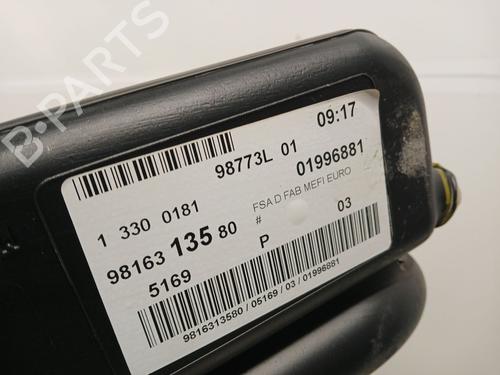 B-PARTS
98773L 01
09:17
1 330 0181
01996881
98163 135 80
FSA D FAB MEFI EURO
#
5169
P
03
9816313580 / 05169 / 03 / 01996881